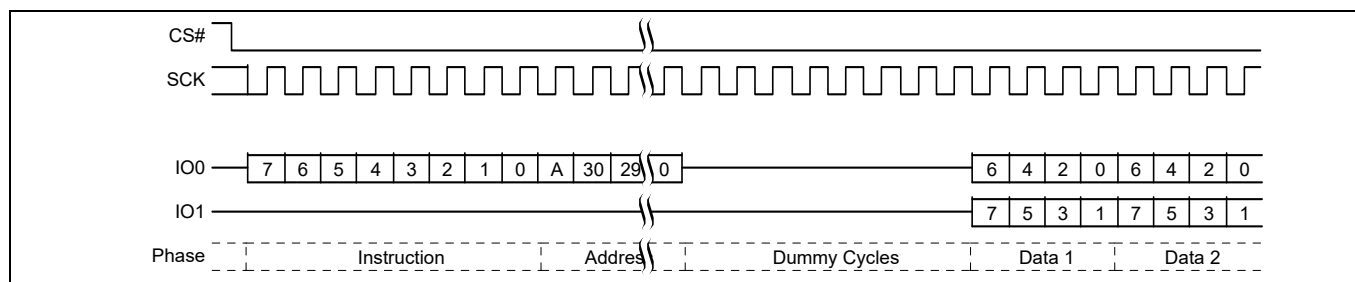 CS#
SCK
IO0 7 6 5 4 3 2 1 0 A 30 29 0 6 4 2 0 6 4 2 0
IO1 7 5 3 1 7 5 3 1
Phase Instruction Addres Dummy Cycles Data 1 Data 2